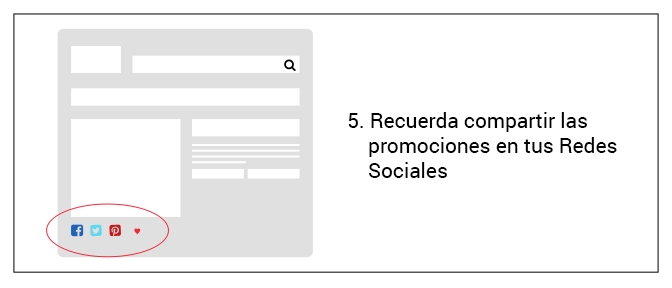 5. Recuerda compartir las
promociones en tus Redes
Sociales